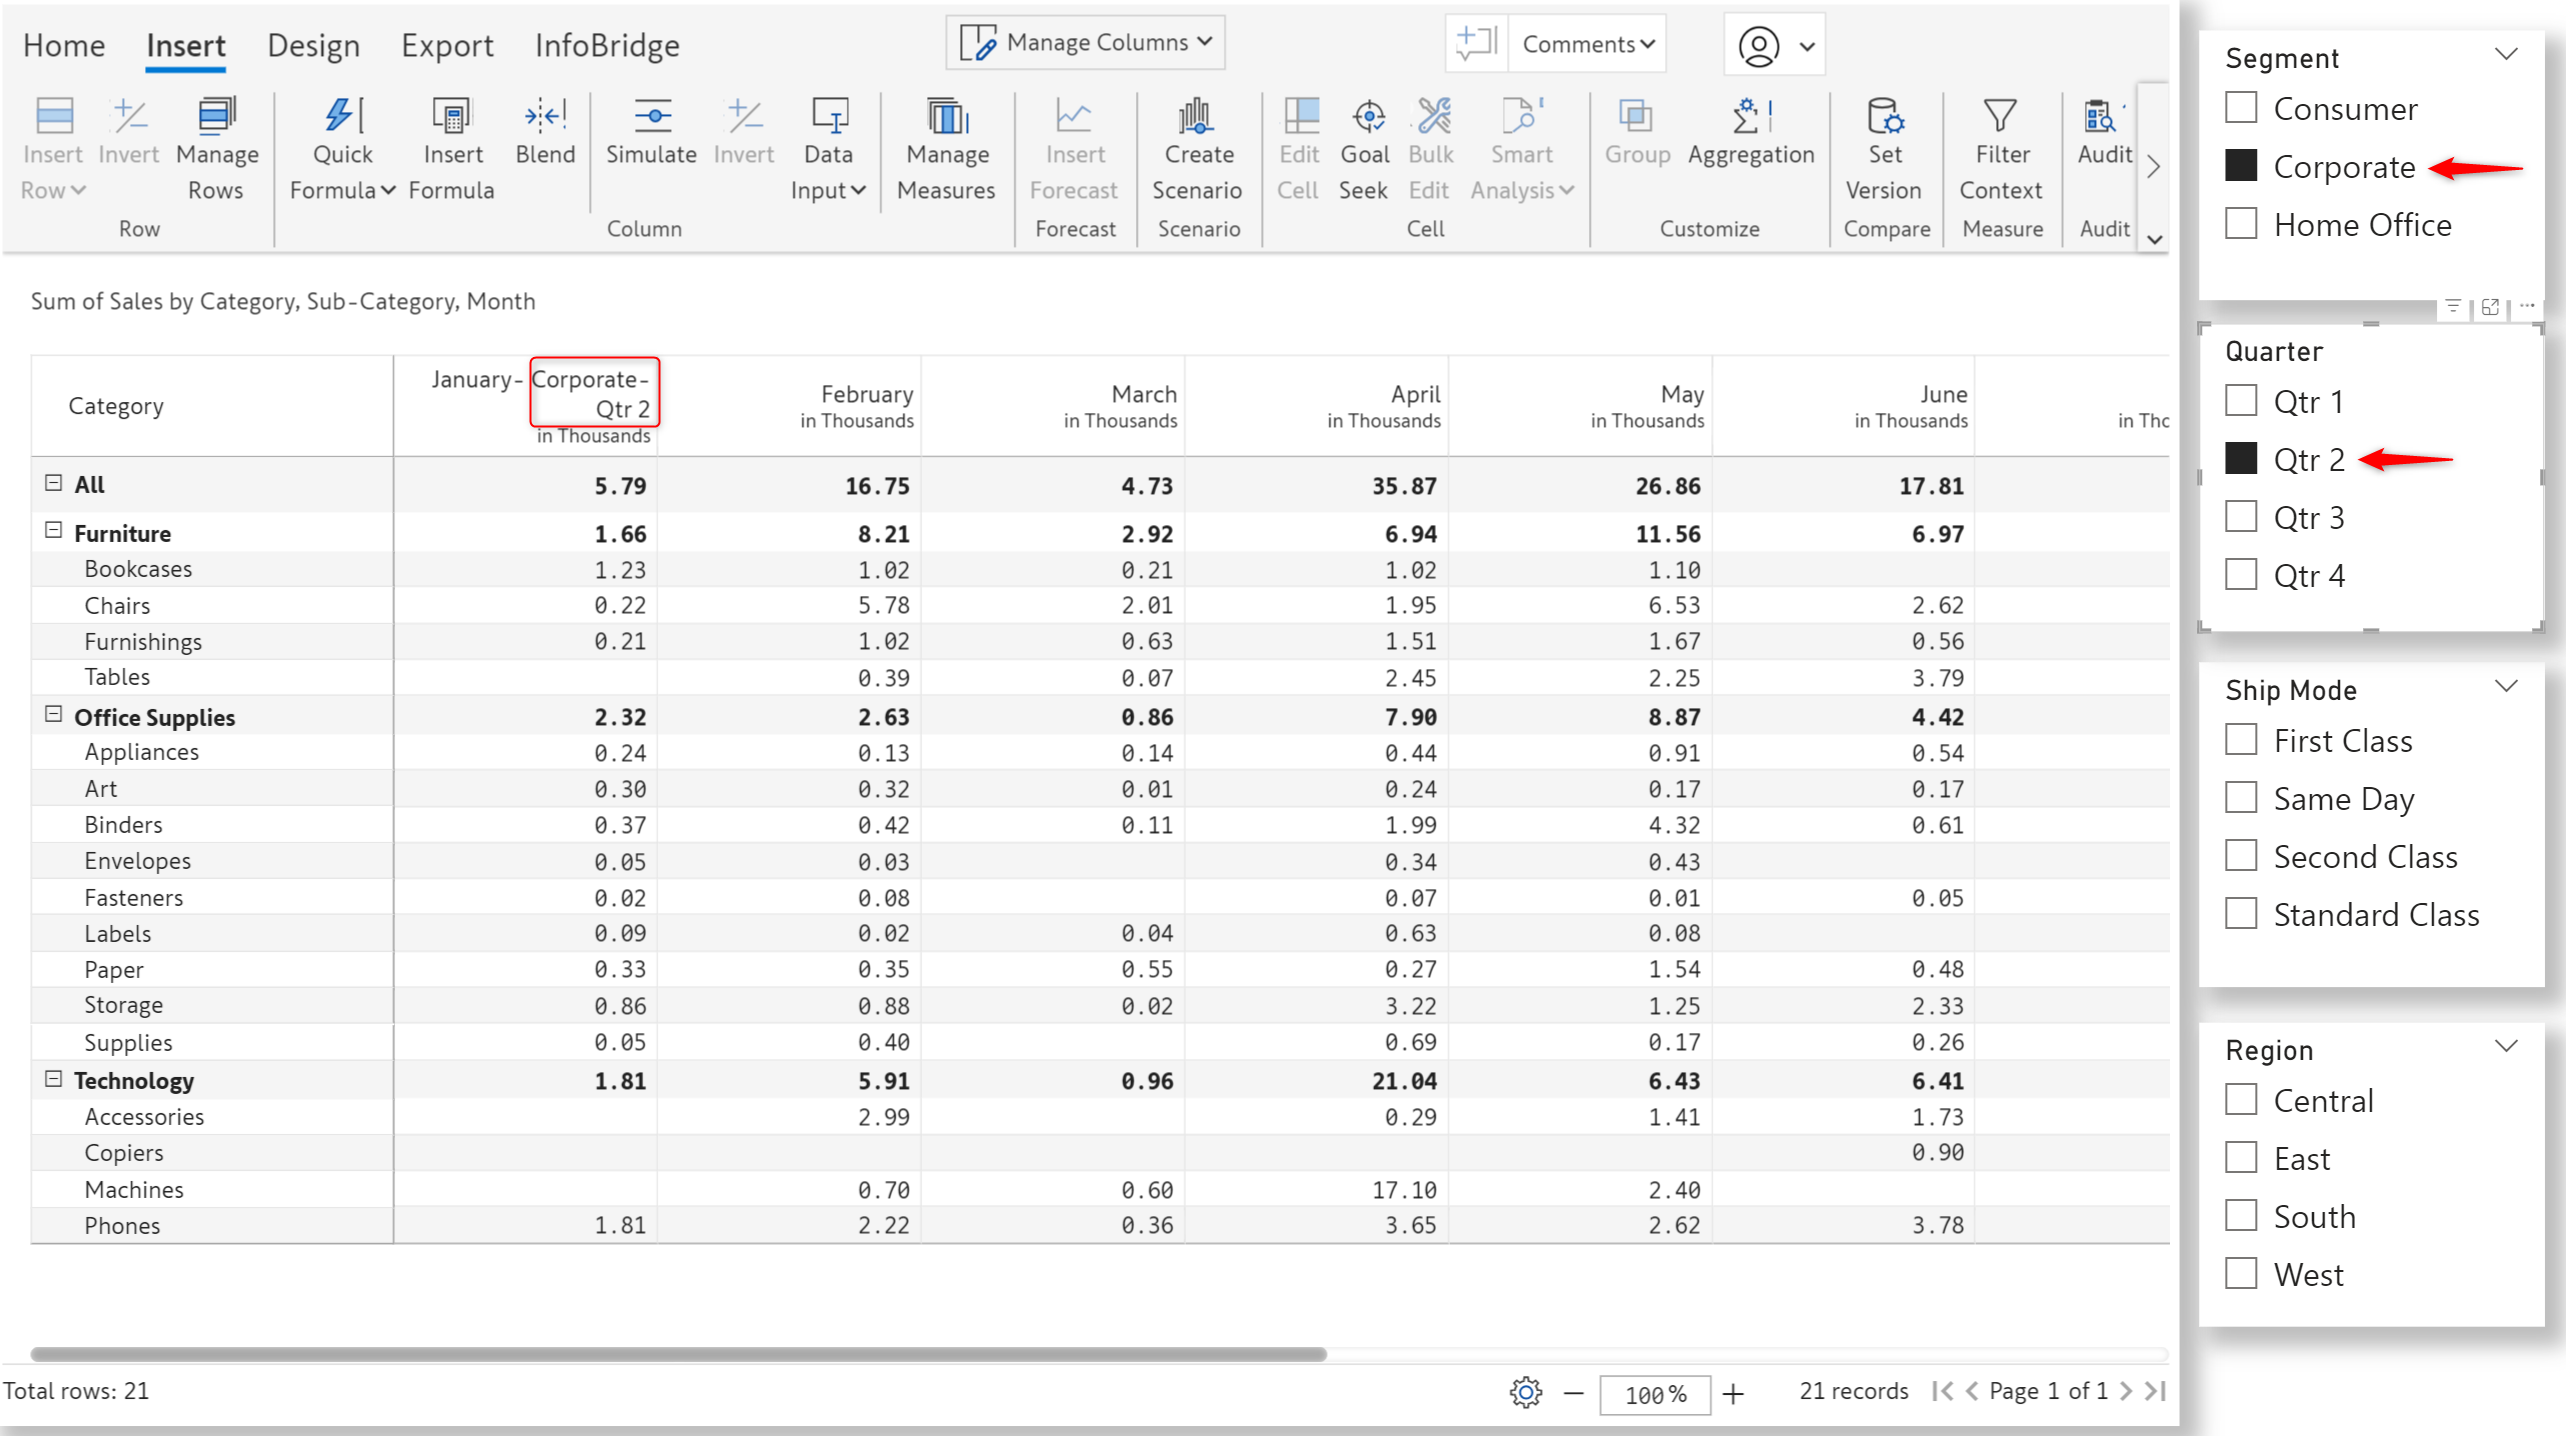 Home Insert Design Export InfoBridge Manage Columns Comments
Insert Row Invert Manage Rows Quick Formula Insert Formula Blend Simulate Invert Data Input Manage Measures Insert Forecast Create Scenario Edit Cell Goal Seek Bulk Edit Smart Analysis Group Aggregation Set Version Filter Context Audit
Row Column Forecast Scenario Cell Customize Compare Measure Audit
Sum of Sales by Category, Sub-Category, Month
Category January- Corporate- Qtr 2 in Thousands February in Thousands March in Thousands April in Thousands May in Thousands June in Thousands in Tho
All 5.79 16.75 4.73 35.87 26.86 17.81
Furniture 1.66 8.21 2.92 6.94 11.56 6.97
Bookcases 1.23 1.02 0.21 1.02 1.10
Chairs 0.22 5.78 2.01 1.95 6.53 2.62
Furnishings 0.21 1.02 0.63 1.51 1.67 0.56
Tables 0.39 0.07 2.45 2.25 3.79
Office Supplies 2.32 2.63 0.86 7.90 8.87 4.42
Appliances 0.24 0.13 0.14 0.44 0.91 0.54
Art 0.30 0.32 0.01 0.24 0.17 0.17
Binders 0.37 0.42 0.11 1.99 4.32 0.61
Envelopes 0.05 0.03 0.34 0.43
Fasteners 0.02 0.08 0.07 0.01 0.05
Labels 0.09 0.02 0.04 0.63 0.08
Paper 0.33 0.35 0.55 0.27 1.54 0.48
Storage 0.86 0.88 0.02 3.22 1.25 2.33
Supplies 0.05 0.40 0.69 0.17 0.26
Technology 1.81 5.91 0.96 21.04 6.43 6.41
Accessories 2.99 0.29 1.41 1.73
Copiers 0.90
Machines 0.70 0.60 17.10 2.40
Phones 1.81 2.22 0.36 3.65 2.62 3.78
Total rows: 21 100% 21 records Page 1 of 1
Segment
Consumer
Corporate
Home Office
Quarter
Qtr 1
Qtr 2
Qtr 3
Qtr 4
Ship Mode
First Class
Same Day
Second Class
Standard Class
Region
Central
East
South
West